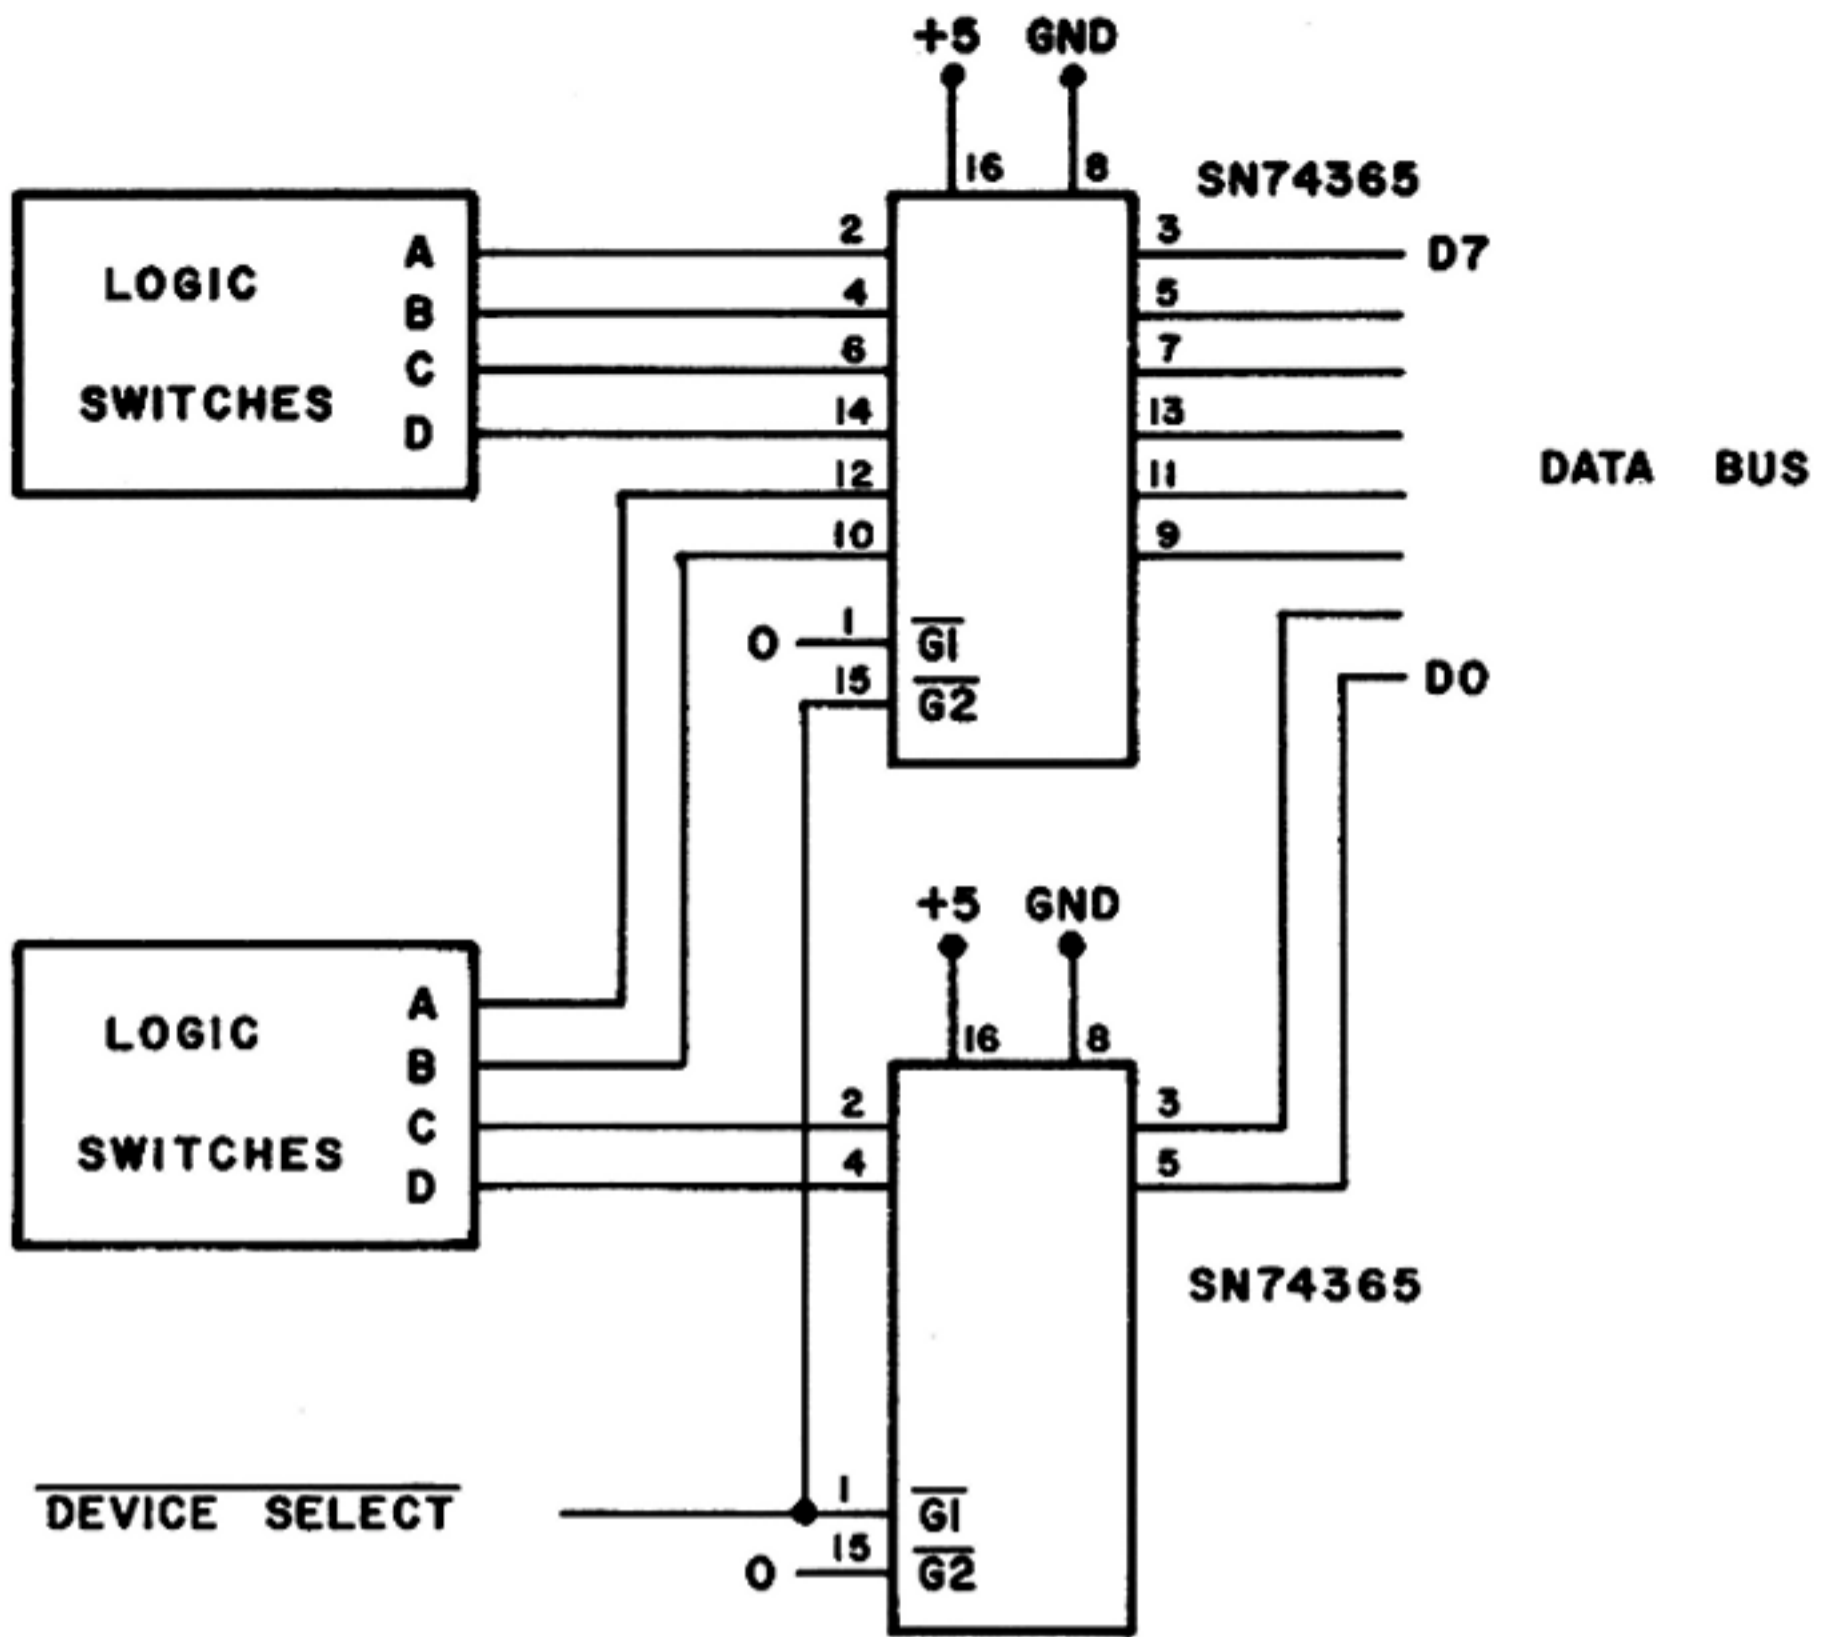 +5 GND
16 8 SN74365
A 2 3 D7
LOGIC
B 4 5
C 6 7
SWITCHES
D 14 13
12 11 DATA BUS
10 9
0 1 G1
15 G2
D0
+5 GND
16 8
A
LOGIC
B
C 2 3
SWITCHES
D 4 5
SN74365
DEVICE SELECT 1 G1
0 15 G2